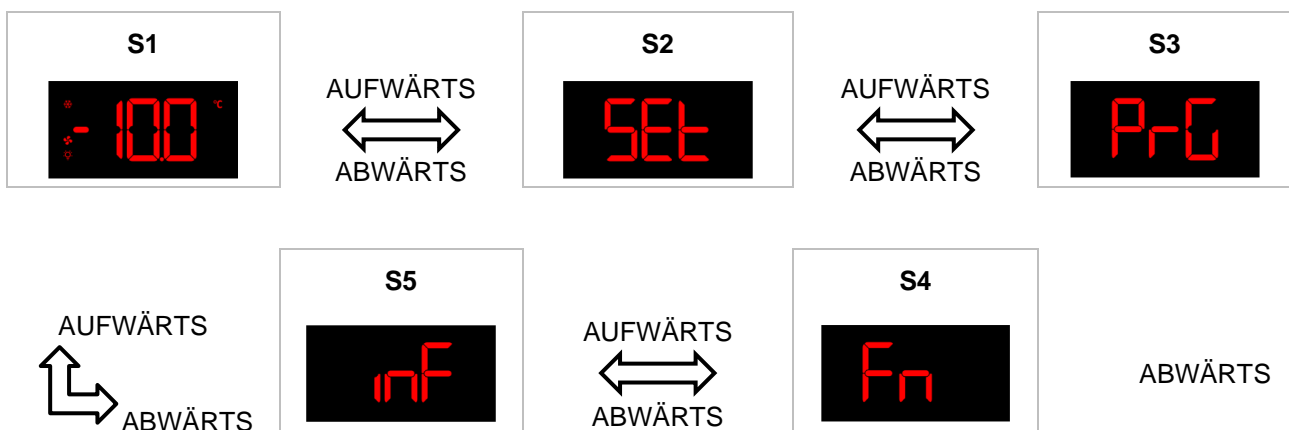 S1
S2
S3
-10.0 °C
AUFWÄRTS
ABWÄRTS
SEt
AUFWÄRTS
ABWÄRTS
PrG
S5
S4
AUFWÄRTS
ABWÄRTS
inF
AUFWÄRTS
ABWÄRTS
Fn
ABWÄRTS